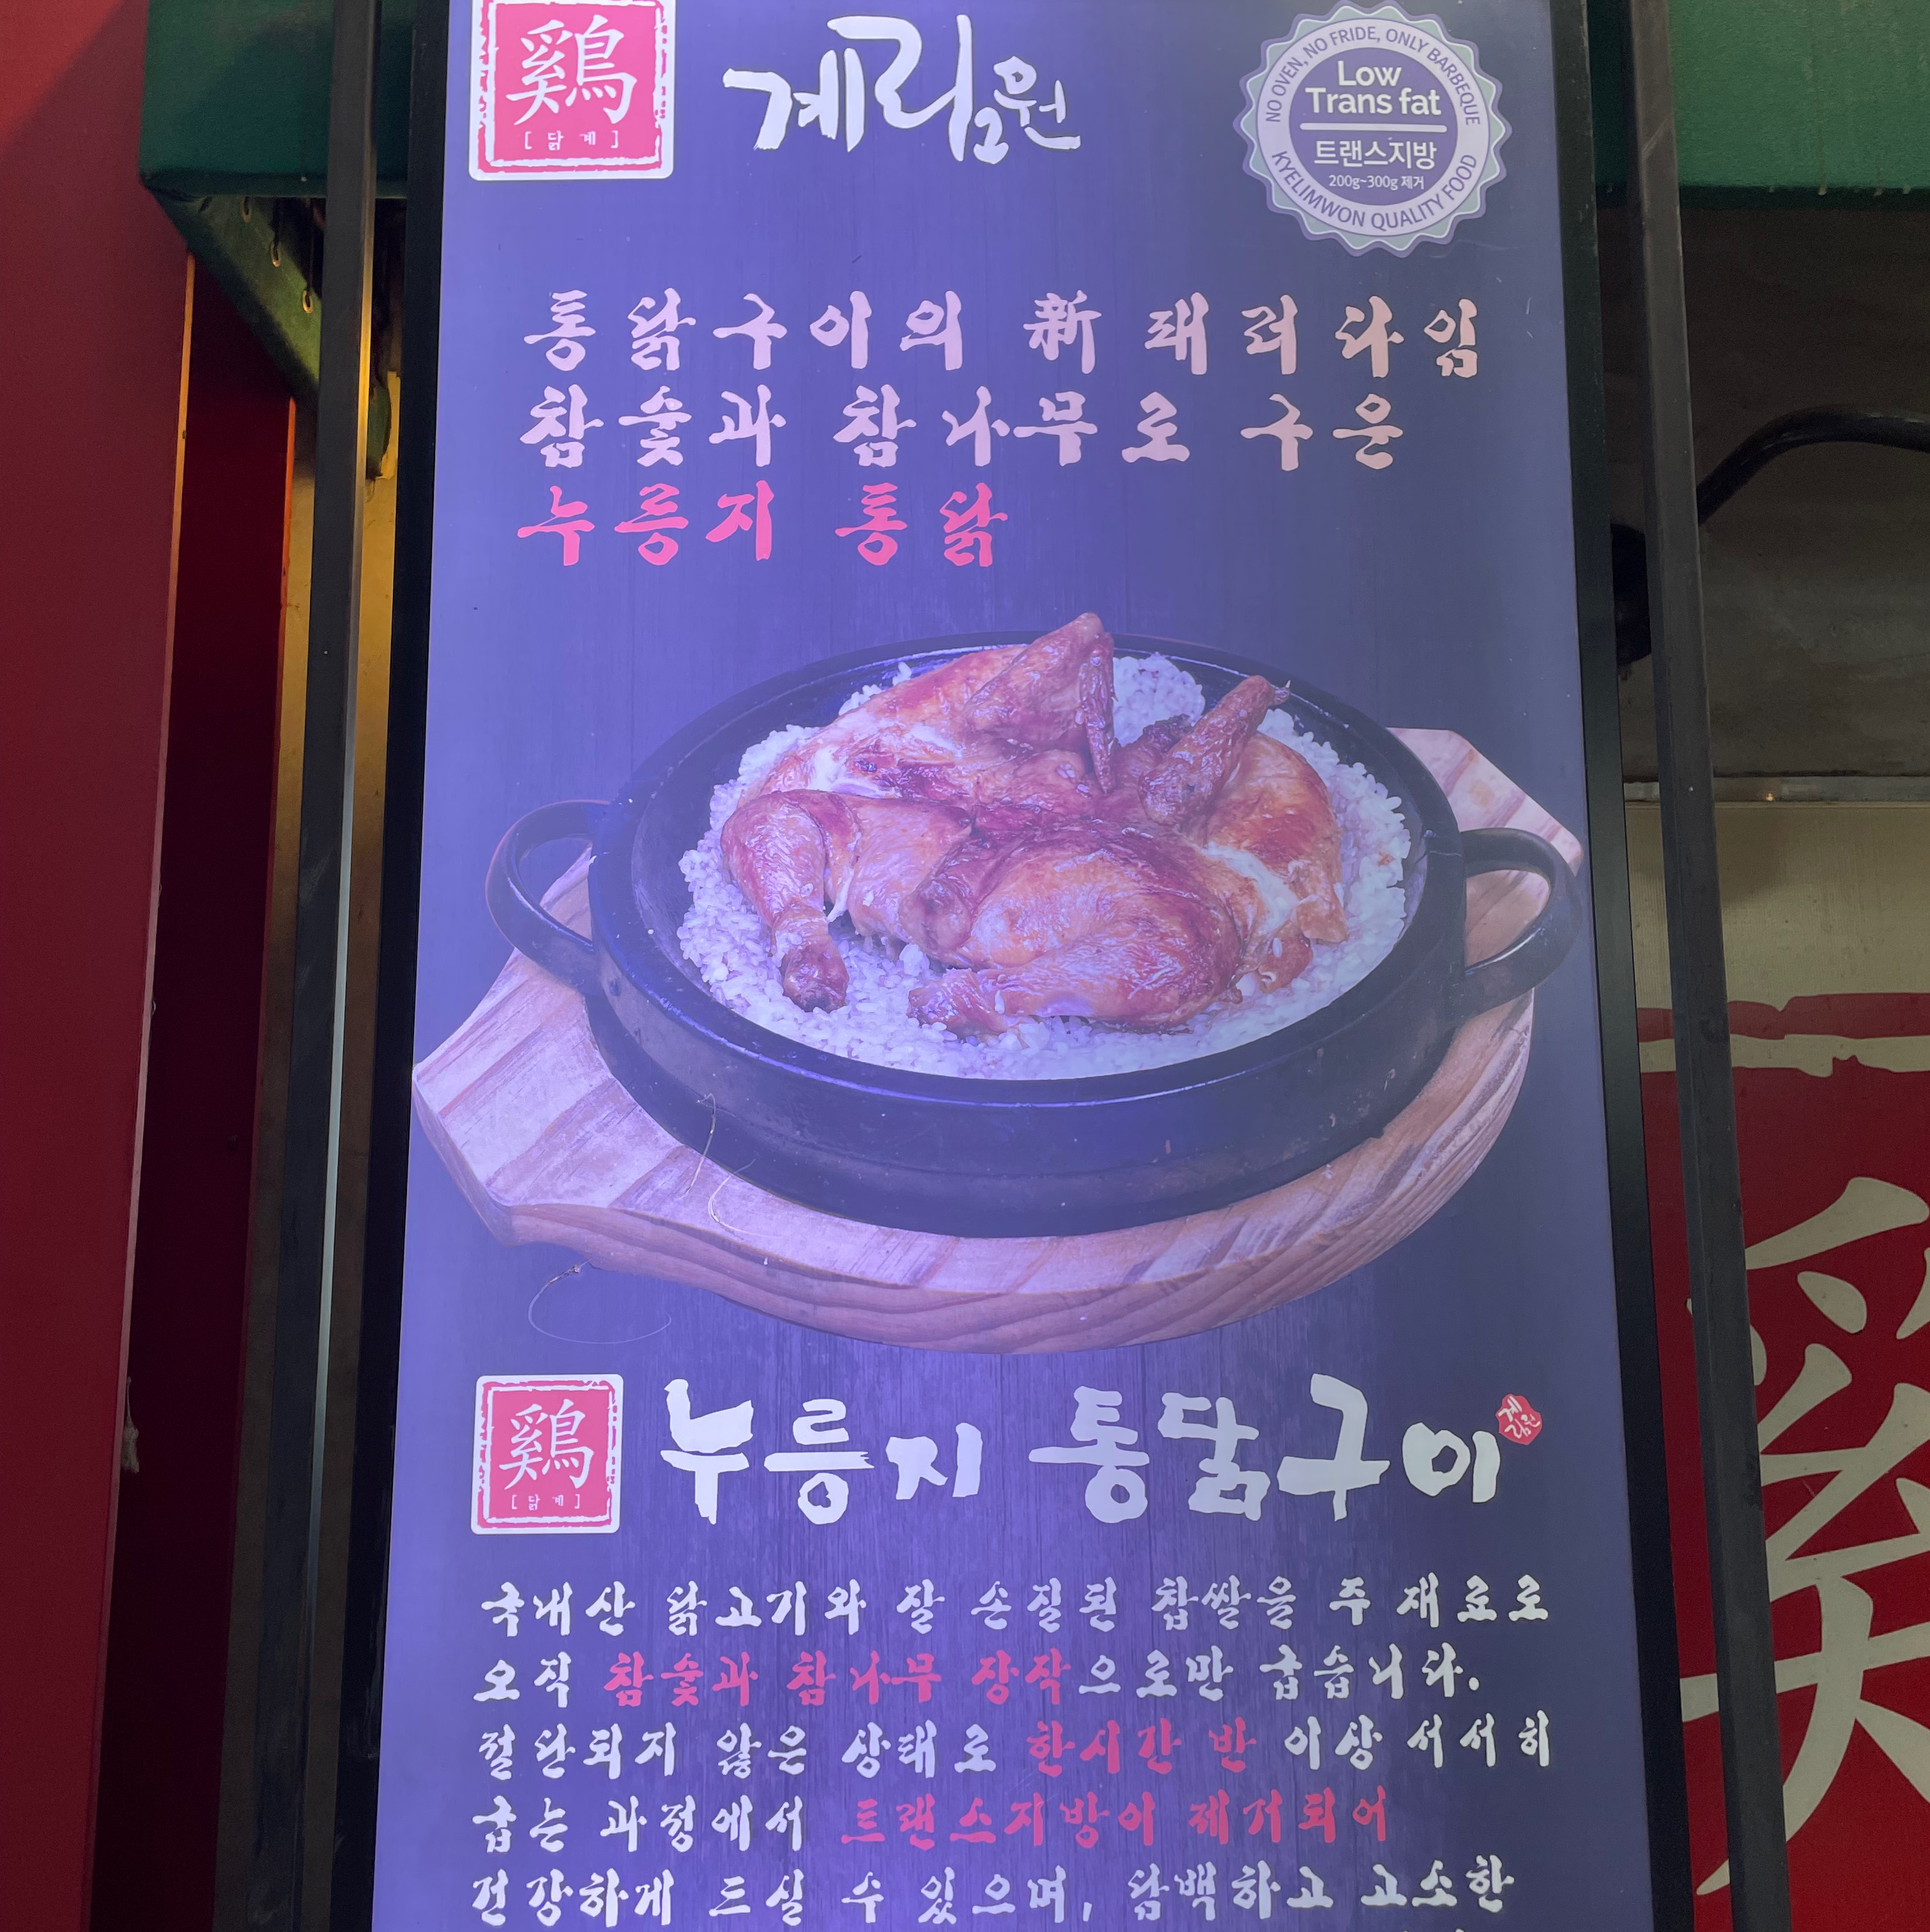 鷄
[닭 계]
계림원
NO OVEN, NO FRIDE, ONLY BARBEQUE
Low
Trans fat
트랜스지방
200g~300g 제거
KYELIMWON QUALITY FOOD
통닭구이의 新 패러다임
참숯과 참나무로 구운
누룽지 통닭
鷄
[닭 계]
누룽지 통닭구이
계림원
국내산 닭고기와 잘 손질된 찹쌀을 주 재료로
오직 참숯과 참나무 장작으로만 굽습니다.
절단되지 않은 상태로 한시간 반 이상 서서히
굽는 과정에서 트랜스지방이 제거되어
건강하게 드실 수 있으며, 담백하고 고소한